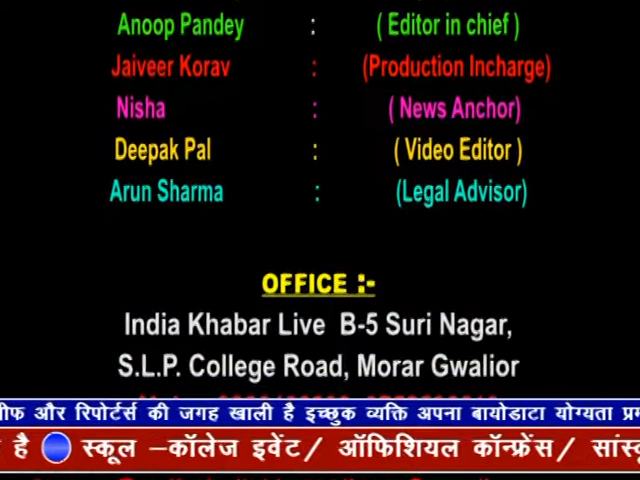 Anoop Pandey : ( Editor in chief )
Jaiveer Korav : (Production Incharge)
Nisha : ( News Anchor)
Deepak Pal : ( Video Editor )
Arun Sharma : (Legal Advisor)
OFFICE :-
India Khabar Live B-5 Suri Nagar,
S.L.P. College Road, Morar Gwalior
और रिपोर्टर्स की जगह खाली है इच्छुक व्यक्ति अपना बायोडाटा योग्यता
है स्कूल –कॉलेज इवेंट/ ऑफिशियल कॉन्फ्रेंस/